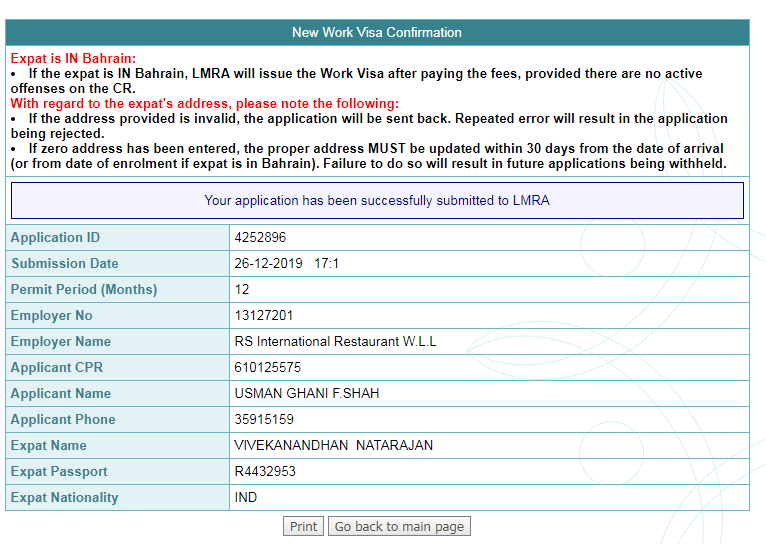 New Work Visa Confirmation
Expat is IN Bahrain:
• If the expat is IN Bahrain, LMRA will issue the Work Visa after paying the fees, provided there are no active
offenses on the CR.
With regard to the expat's address, please note the following:
• If the address provided is invalid, the application will be sent back. Repeated error will result in the application
being rejected.
• If zero address has been entered, the proper address MUST be updated within 30 days from the date of arrival
(or from date of enrolment if expat is in Bahrain). Failure to do so will result in future applications being withheld.
Your application has been successfully submitted to LMRA
Application ID 4252896
Submission Date 26-12-2019 17:1
Permit Period (Months) 12
Employer No 13127201
Employer Name RS International Restaurant W.L.L
Applicant CPR 610125575
Applicant Name USMAN GHANI F.SHAH
Applicant Phone 35915159
Expat Name VIVEKANANDHAN NATARAJAN
Expat Passport R4432953
Expat Nationality IND
Print Go back to main page